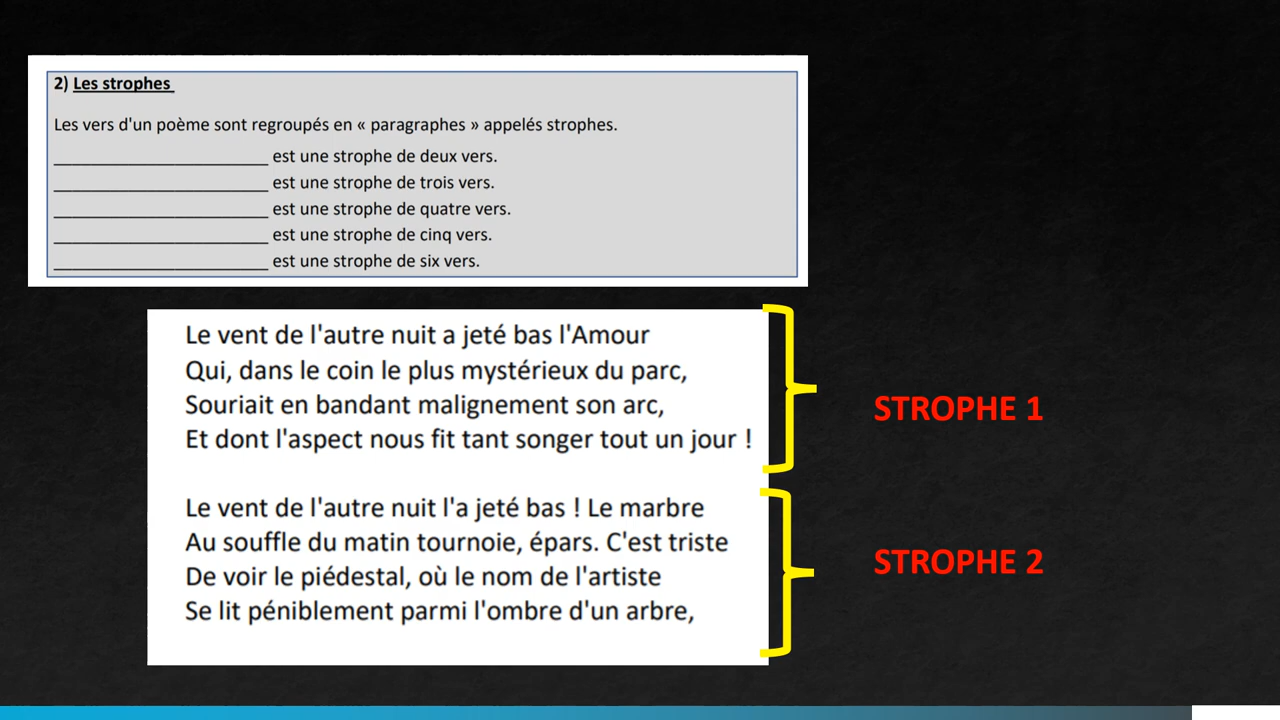 2) Les strophes
Les vers d'un poème sont regroupés en « paragraphes » appelés strophes.
_______________________ est une strophe de deux vers.
_______________________ est une strophe de trois vers.
_______________________ est une strophe de quatre vers.
_______________________ est une strophe de cinq vers.
_______________________ est une strophe de six vers.
Le vent de l'autre nuit a jeté bas l'Amour
Qui, dans le coin le plus mystérieux du parc,
Souriait en bandant malignement son arc,
Et dont l'aspect nous fit tant songer tout un jour !
STROPHE 1
Le vent de l'autre nuit l'a jeté bas ! Le marbre
Au souffle du matin tournoie, épars. C'est triste
De voir le piédestal, où le nom de l'artiste
Se lit péniblement parmi l'ombre d'un arbre,
STROPHE 2